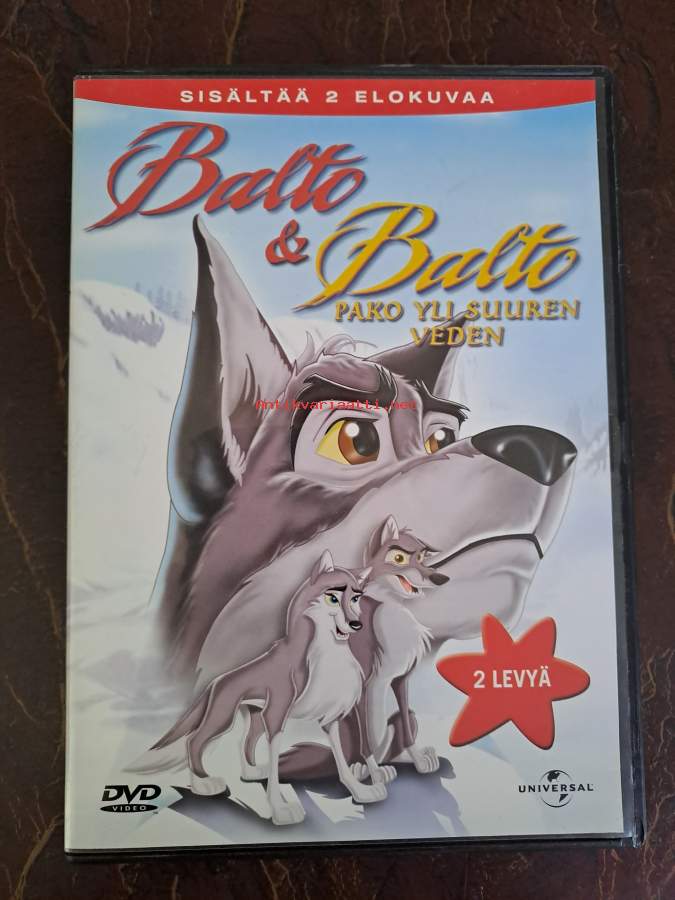 SISÄLTÄÄ 2 ELOKUVAA
Balto
& Balto
PAKO YLI SUUREN
VEDEN
Antikvariaatti.net
2 LEVYÄ
DVD
VIDEO
UNIVERSAL